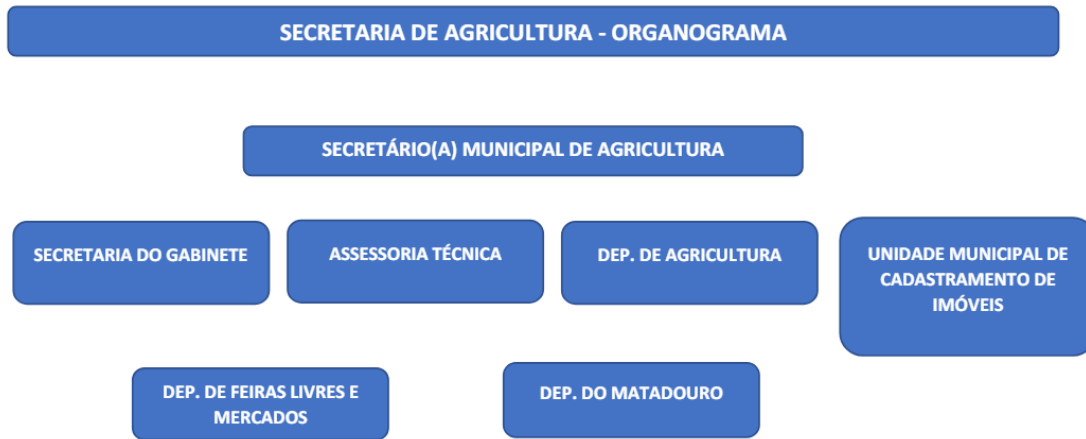 SECRETARIA DE AGRICULTURA - ORGANOGRAMA
SECRETÁRIO(A) MUNICIPAL DE AGRICULTURA
SECRETARIA DO GABINETE
ASSESSORIA TÉCNICA
DEP. DE AGRICULTURA
UNIDADE MUNICIPAL DE
CADASTRAMENTO DE
IMÓVEIS
DEP. DE FEIRAS LIVRES E
MERCADOS
DEP. DO MATADOURO